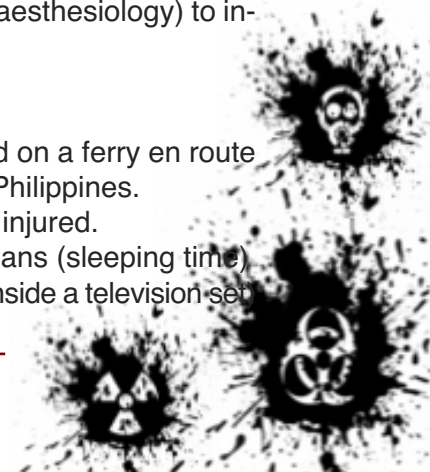 aesthesiology) to in-
d on a ferry en route
Philippines.
injured.
ans (sleeping time)
nside a television set)